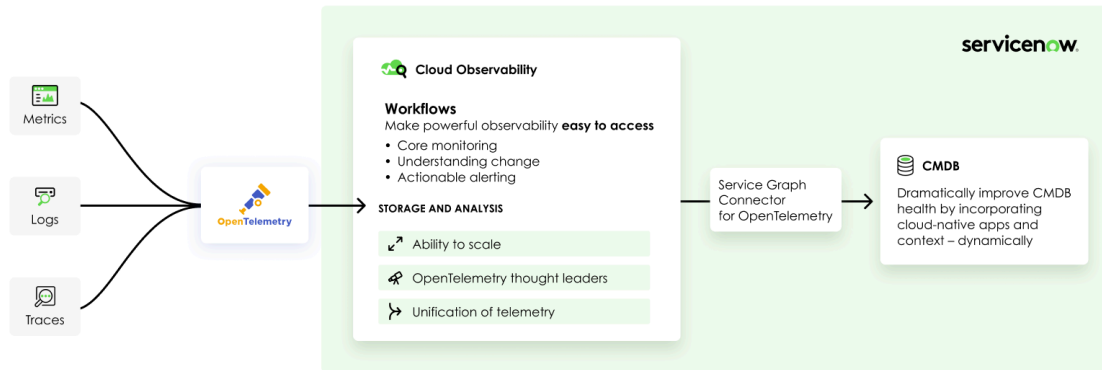 servicenow.
Metrics
Logs
Traces
OpenTelemetry
Cloud Observability
Workflows
Make powerful observability easy to access
• Core monitoring
• Understanding change
• Actionable alerting
STORAGE AND ANALYSIS
Ability to scale
OpenTelemetry thought leaders
Unification of telemetry
Service Graph
Connector
for OpenTelemetry
CMDB
Dramatically improve CMDB
health by incorporating
cloud-native apps and
context – dynamically